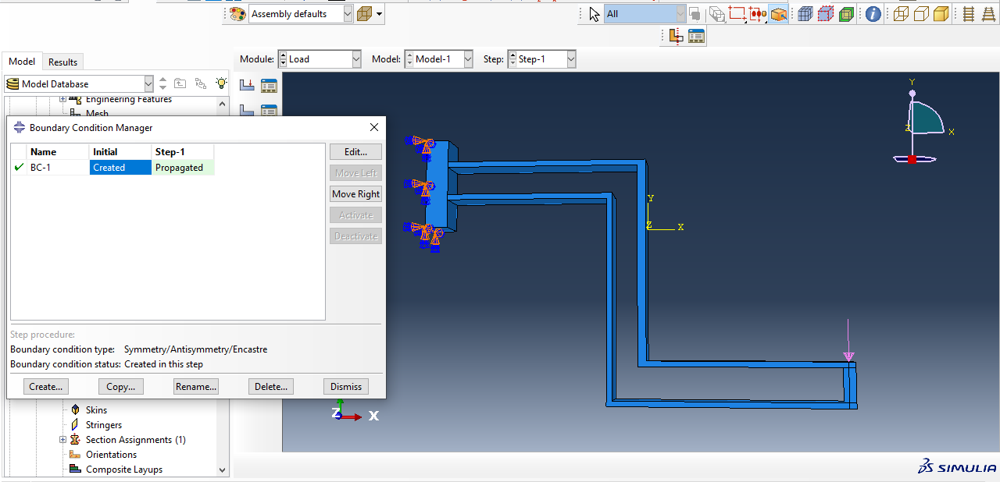 Assembly defaults
All
Module: Load Model: Model-1 Step: Step-1
Model Results
Model Database
Engineering Features
Mesh
Boundary Condition Manager
Name Initial Step-1
BC-1 Created Propagated
Edit...
Move Left
Move Right
Activate
Deactivate
Step procedure:
Boundary condition type: Symmetry/Antisymmetry/Encastre
Boundary condition status: Created in this step
Create... Copy... Rename... Delete... Dismiss
Skins
Stringers
Section Assignments (1)
Orientations
Composite Layups
Y
Z
X
Y
Z
X
Z
X
SIMULIA